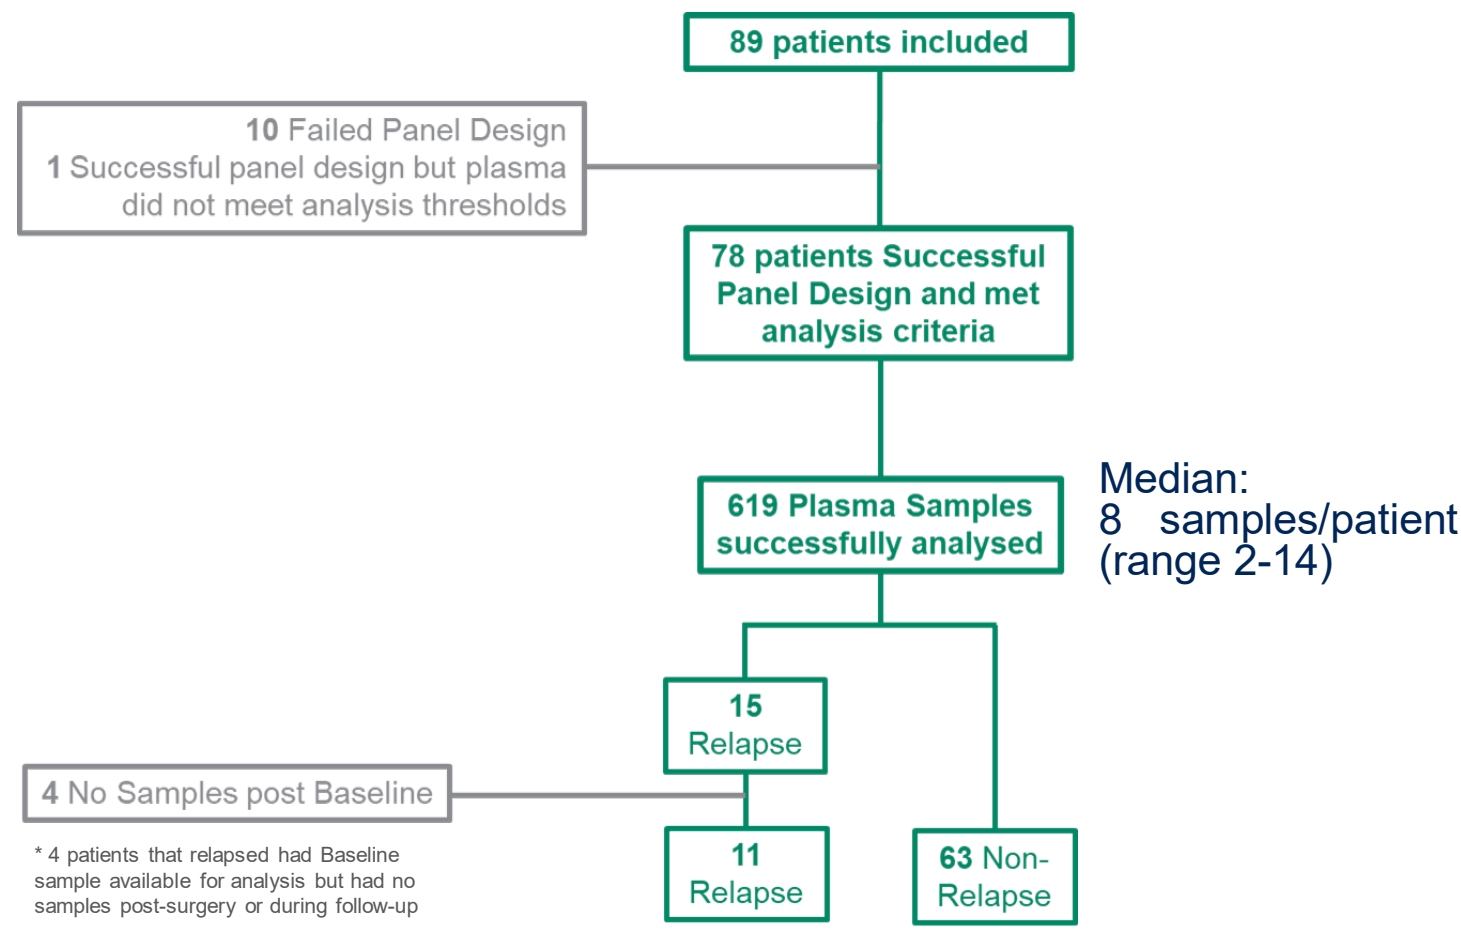 89 patients included
10 Failed Panel Design
1 Successful panel design but plasma
did not meet analysis thresholds
78 patients Successful
Panel Design and met
analysis criteria
619 Plasma Samples
successfully analysed
Median:
8 samples/patient
(range 2-14)
15
Relapse
4 No Samples post Baseline
* 4 patients that relapsed had Baseline
sample available for analysis but had no
samples post-surgery or during follow-up
11
Relapse
63 Non-
Relapse